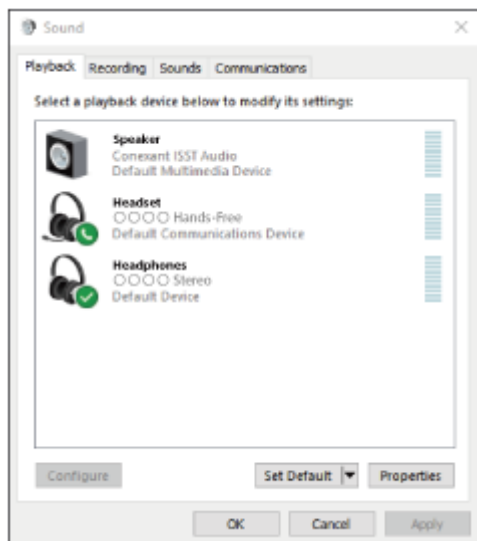 Sound
Playback Recording Sounds Communications
Select a playback device below to modify its settings:
Speaker
Conexant ISST Audio
Default Multimedia Device
Headset
○○○○ Hands-Free
Default Communications Device
Headphones
○○○○ Stereo
Default Device
Configure Set Default Properties
OK Cancel Apply